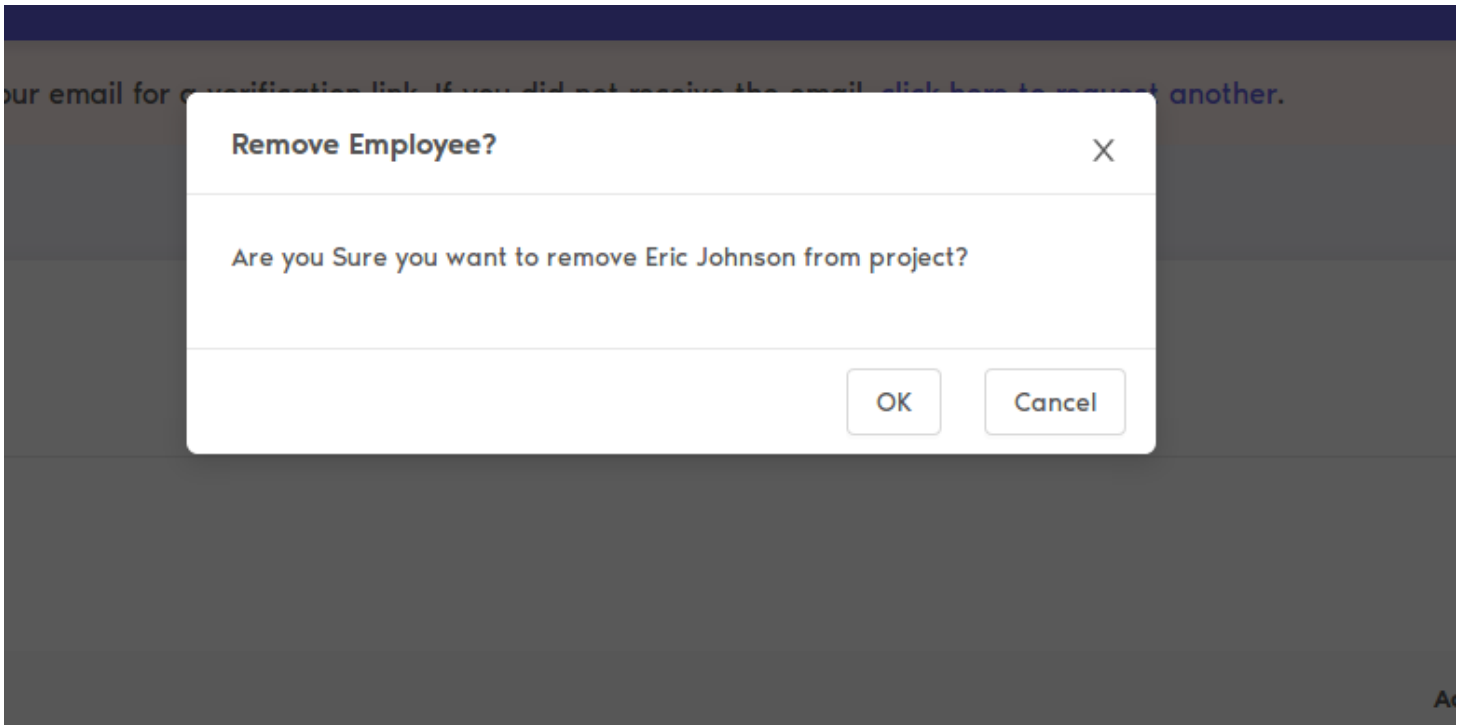 our email for a verification link. If you did not receive the email, click here to request another.
Remove Employee?
X
Are you Sure you want to remove Eric Johnson from project?
OK
Cancel